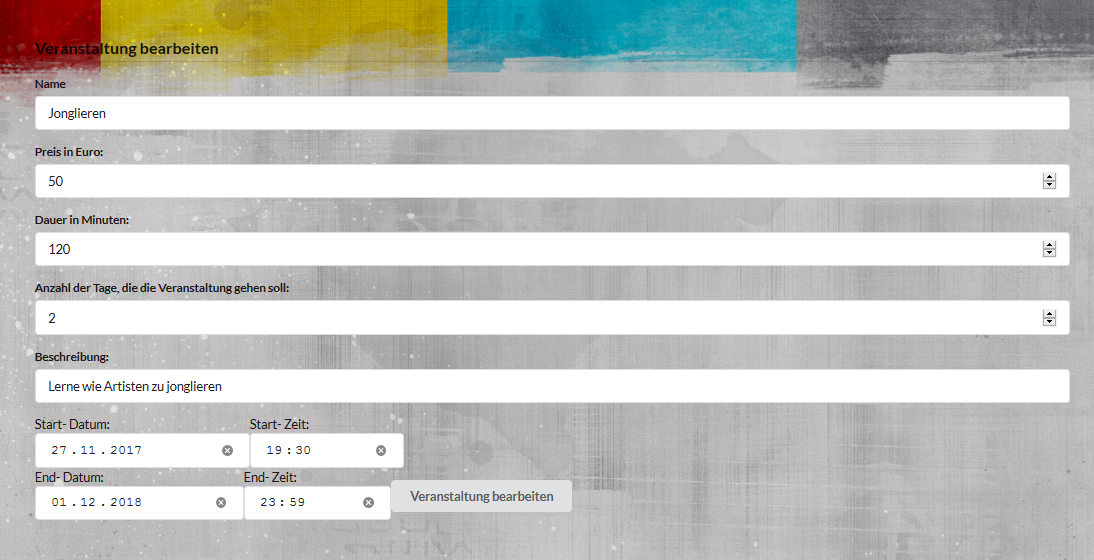 Veranstaltung bearbeiten
Name
Jonglieren
Preis in Euro:
50
Dauer in Minuten:
120
Anzahl der Tage, die die Veranstaltung gehen soll:
2
Beschreibung:
Lerne wie Artisten zu jonglieren
Start- Datum: Start- Zeit:
27 . 11 . 2017 19 : 30
End- Datum: End- Zeit:
01 . 12 . 2018 23 : 59 Veranstaltung bearbeiten